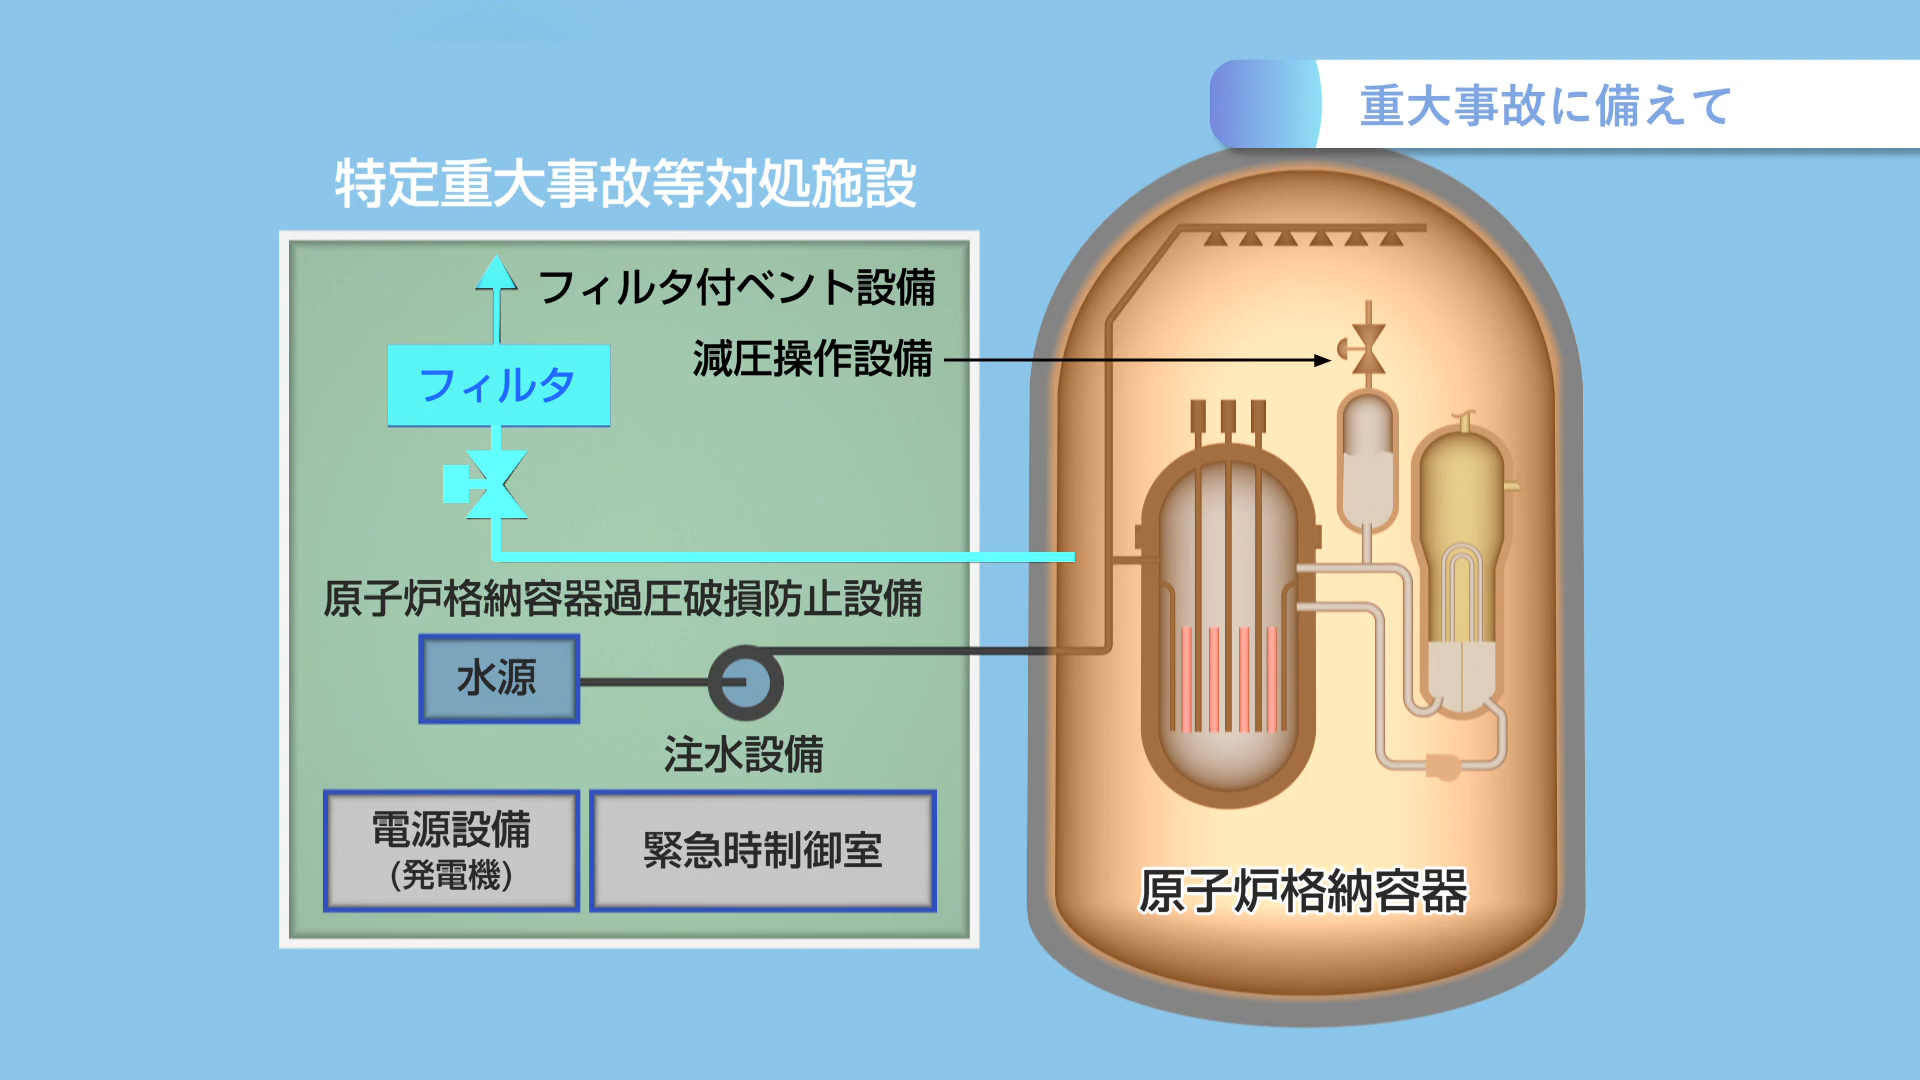 重大事故に備えて
特定重大事故等対処施設
フィルタ付ベント設備
減圧操作設備
フィルタ
原子炉格納容器過圧破損防止設備
水源
注水設備
電源設備
(発電機)
緊急時制御室
原子炉格納容器